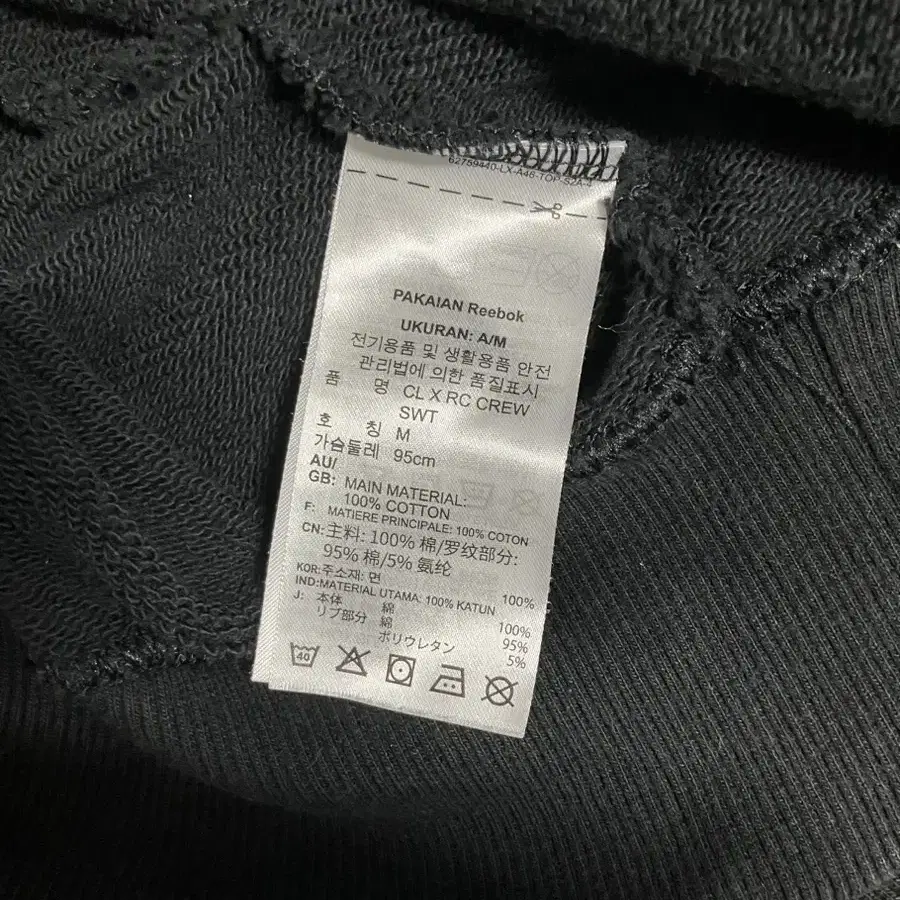 62759440-LX-A46-TOP-S2A-4
PAKAIAN Reebok
UKURAN: A/M
전기용품 및 생활용품 안전
관리법에 의한 품질표시
품 명 CL X RC CREW
SWT
호 칭 M
가슴둘레 95cm
AU/
GB: MAIN MATERIAL:
100% COTTON
F: MATIERE PRINCIPALE: 100% COTON
CN: 主料: 100% 棉/罗纹部分:
95% 棉/5% 氨纶
KOR: 주소재: 면 100%
IND:MATERIAL UTAMA: 100% KATUN
J: 本体 綿 100%
リブ部分 綿 95%
ポリウレタン 5%
40